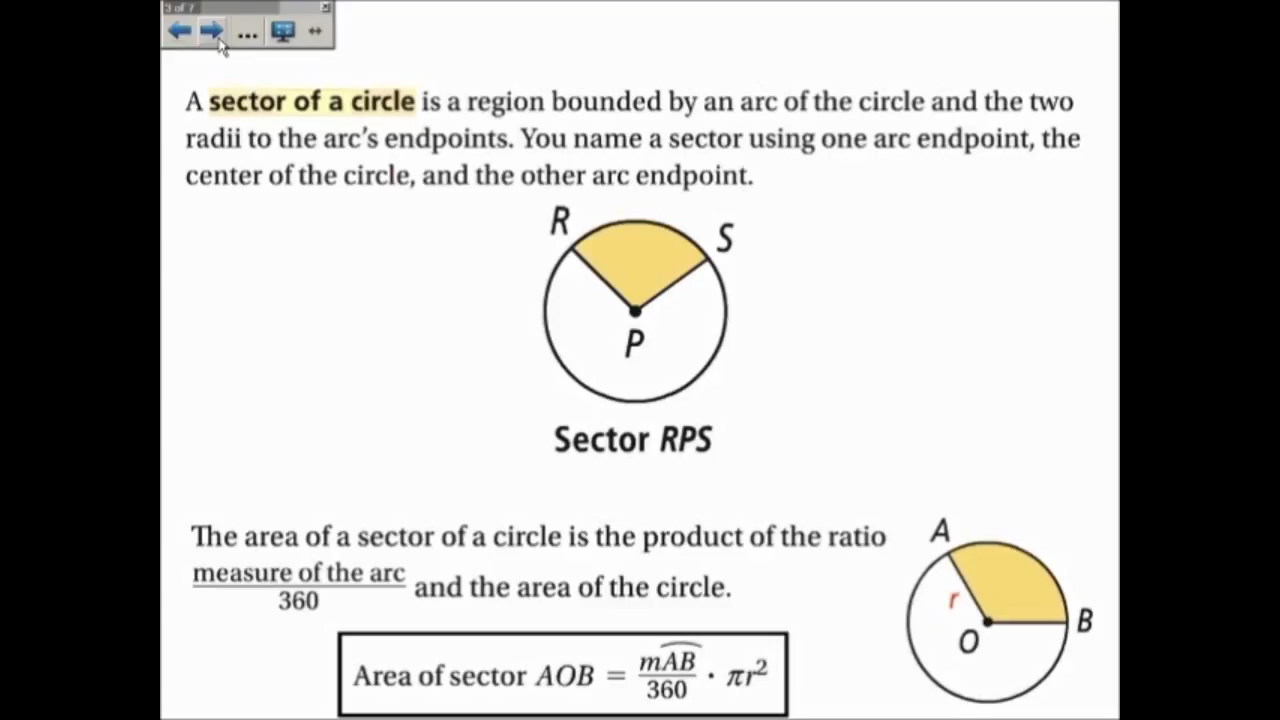 3 of 7
A sector of a circle is a region bounded by an arc of the circle and the two
radii to the arc's endpoints. You name a sector using one arc endpoint, the
center of the circle, and the other arc endpoint.
R
S
P
Sector RPS
The area of a sector of a circle is the product of the ratio
measure of the arc
360
and the area of the circle.
A
r
O
B
Area of sector AOB = mAB/360 · πr²